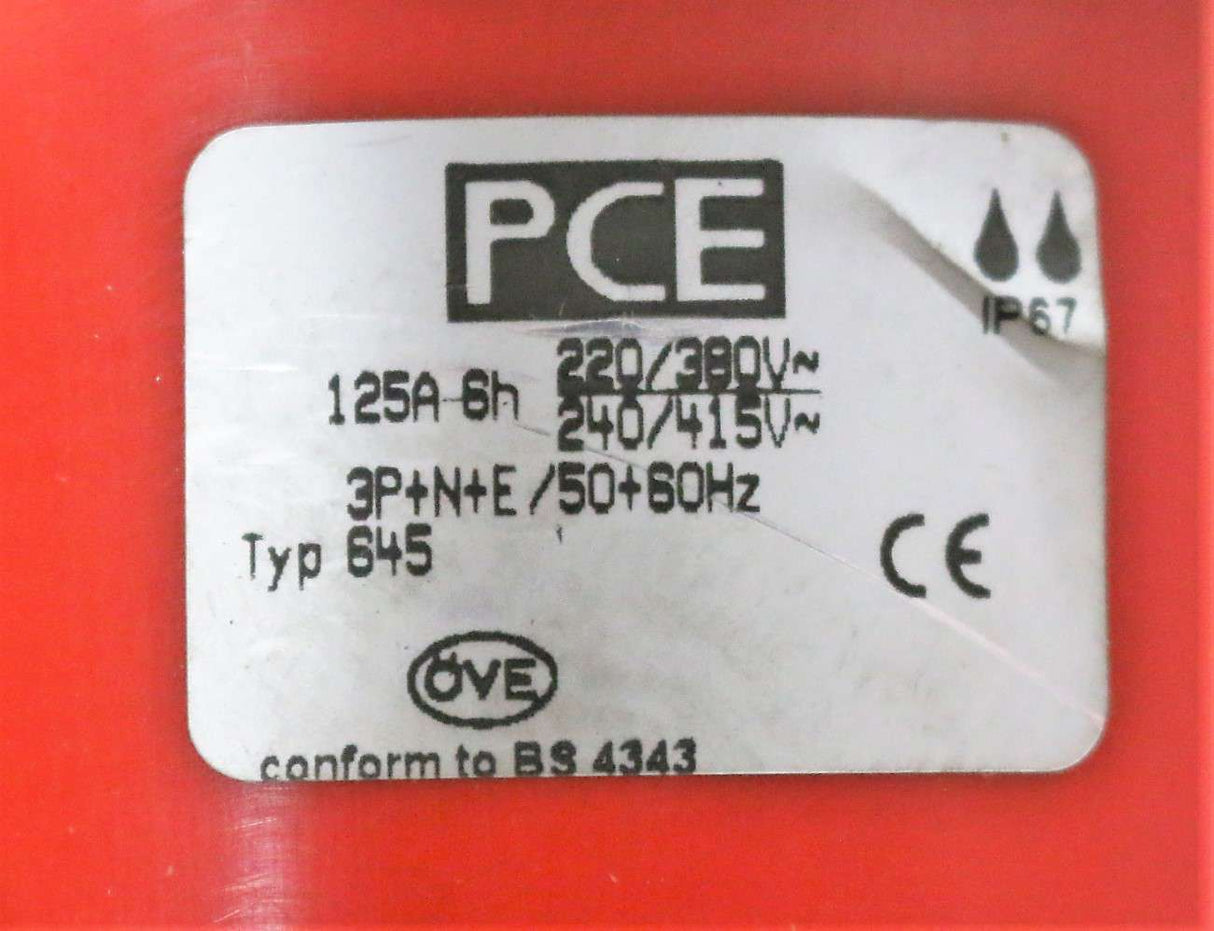 PCE
IP67
125A-6h 220/380V~
240/415V~
3P+N+E/50+60Hz
Typ 645
CE
ÖVE
conform to BS 4343